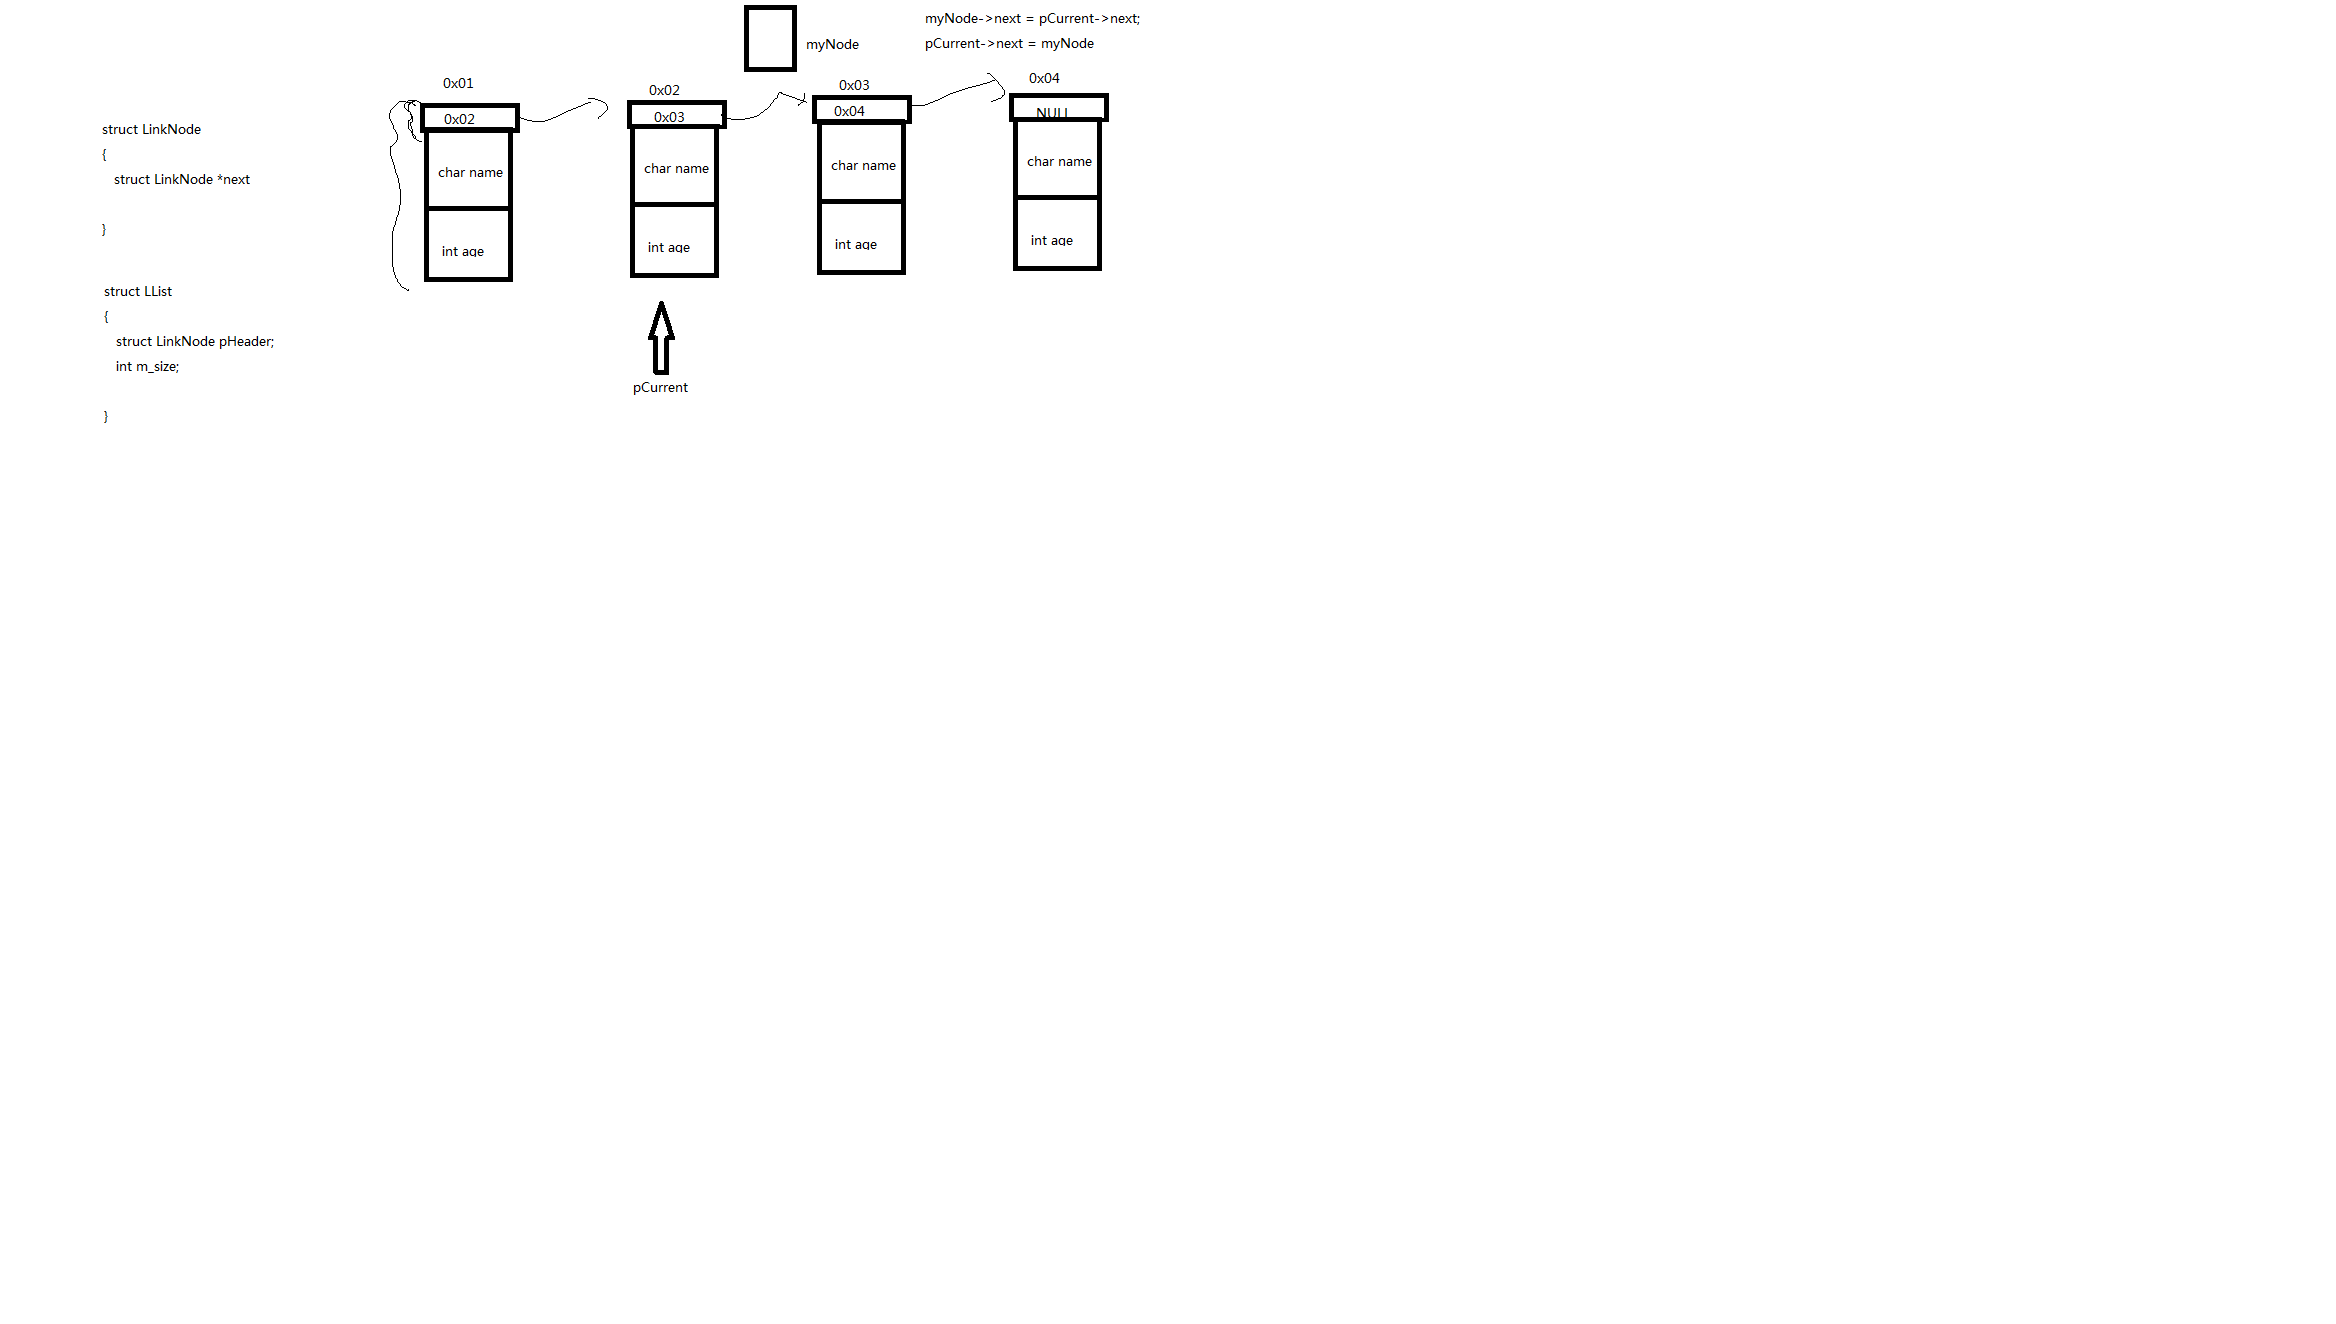 myNode->next = pCurrent->next;
myNode
pCurrent->next = myNode
0x01
0x02
0x03
0x04
0x02
0x03
0x04
NULL
struct LinkNode
{
struct LinkNode *next
}
char name
char name
char name
char name
int age
int age
int age
int age
struct LList
{
struct LinkNode pHeader;
int m_size;
}
pCurrent